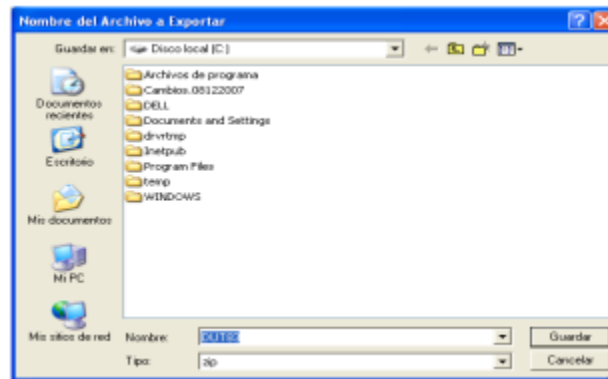 Nombre del Archivo a Exportar
Guardar en: Disco local (C:)
Documentos recientes
Escritorio
Mis documentos
Mi PC
Mis sitios de red
Archivos de programa
Cambios.08122007
DELL
Documents and Settings
drvrtmp
Inetpub
Program Files
temp
WINDOWS
Nombre:
Guardar
Tipo: zip
Cancelar